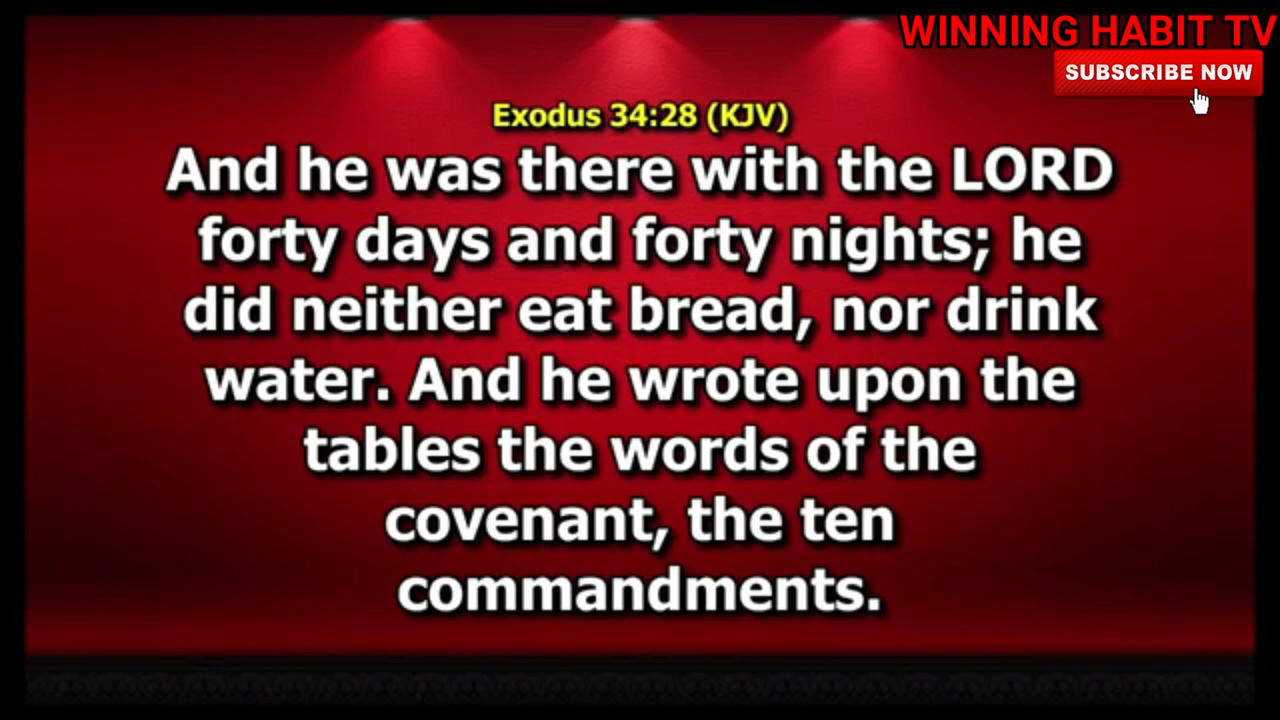 WINNING HABIT TV
SUBSCRIBE NOW
Exodus 34:28 (KJV)
And he was there with the LORD
forty days and forty nights; he
did neither eat bread, nor drink
water. And he wrote upon the
tables the words of the
covenant, the ten
commandments.